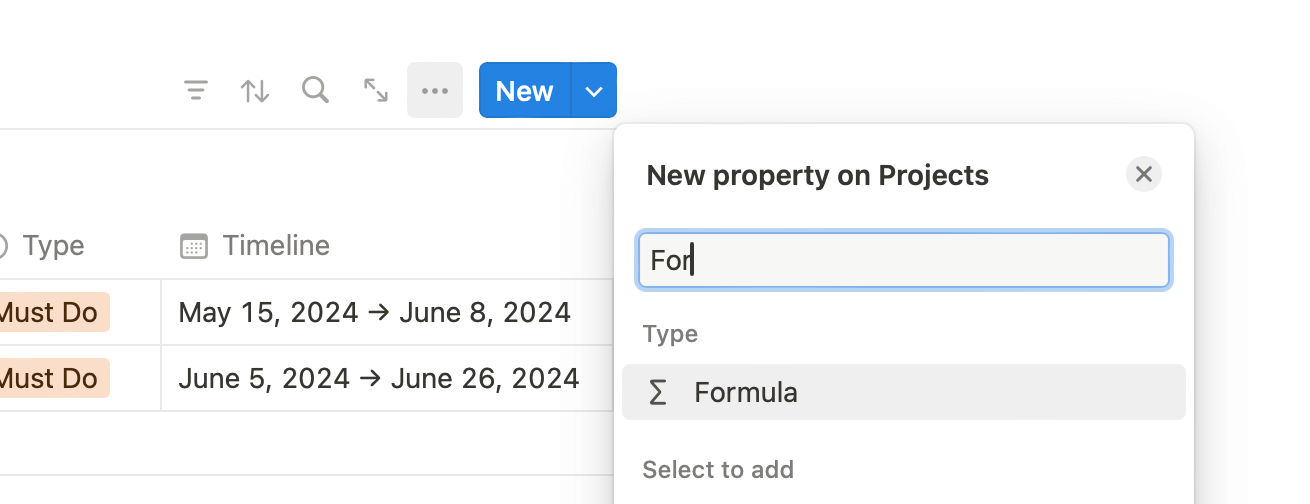 New
New property on Projects
For
Type
Timeline
Type
Must Do
May 15, 2024 → June 8, 2024
Formula
Must Do
June 5, 2024 → June 26, 2024
Select to add